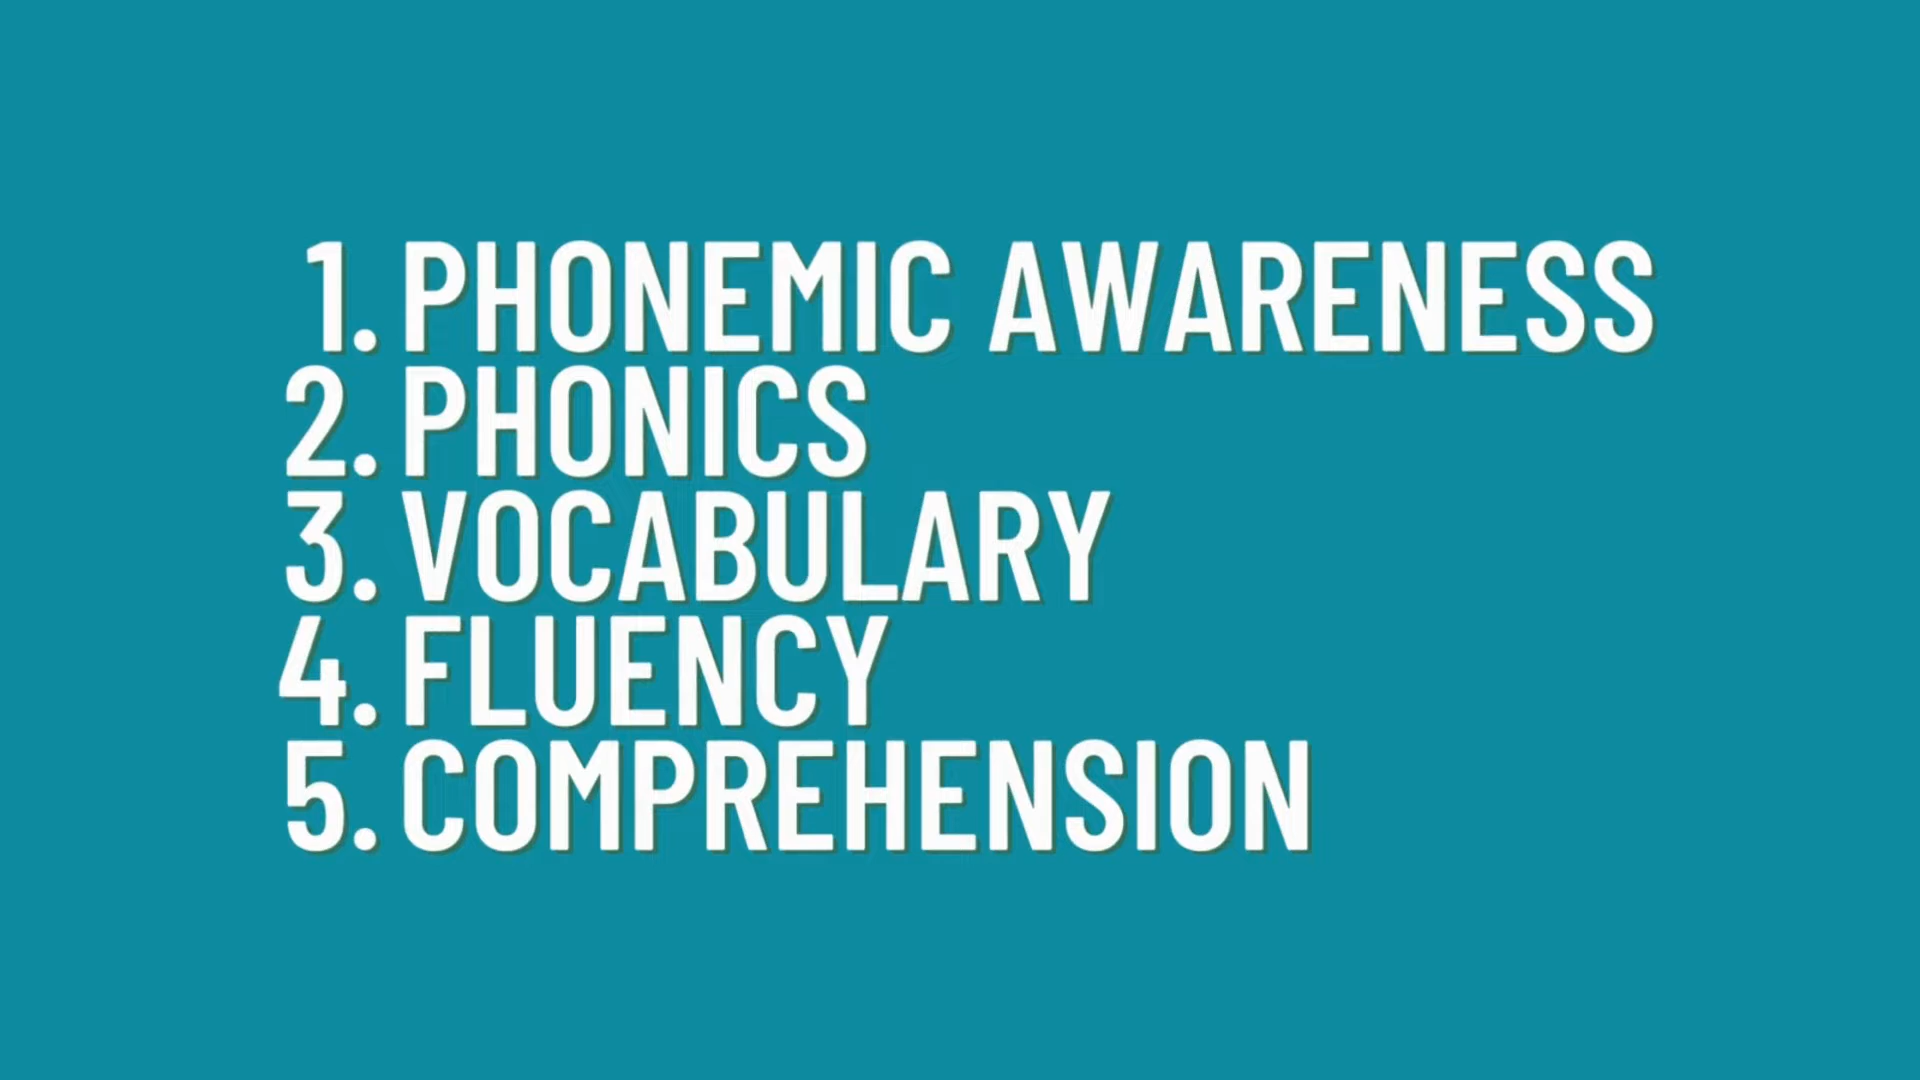 1. PHONEMIC AWARENESS
2. PHONICS
3. VOCABULARY
4. FLUENCY
5. COMPREHENSION